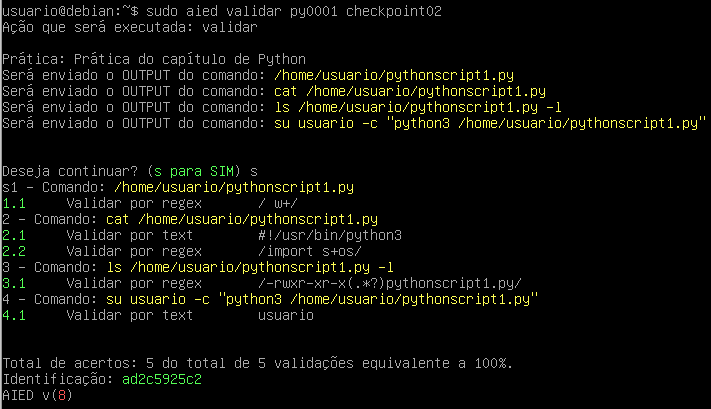 usuario@debian:~$ sudo aied validar py0001 checkpoint02
Ação que será executada: validar
Prática: Prática do capítulo de Python
Será enviado o OUTPUT do comando: /home/usuario/pythonscript1.py
Será enviado o OUTPUT do comando: cat /home/usuario/pythonscript1.py
Será enviado o OUTPUT do comando: ls /home/usuario/pythonscript1.py -l
Será enviado o OUTPUT do comando: su usuario -c "python3 /home/usuario/pythonscript1.py"
Deseja continuar? (s para SIM) s
s1 - Comando: /home/usuario/pythonscript1.py
1.1 Validar por regex / w+/
2 - Comando: cat /home/usuario/pythonscript1.py
2.1 Validar por text #!/usr/bin/python3
2.2 Validar por regex /import s+os/
3 - Comando: ls /home/usuario/pythonscript1.py -l
3.1 Validar por regex /-rwxr-xr-x(.*?)pythonscript1.py/
4 - Comando: su usuario -c "python3 /home/usuario/pythonscript1.py"
4.1 Validar por text usuario
Total de acertos: 5 do total de 5 validações equivalente a 100%.
Identificação: ad2c5925c2
AIED v(8)